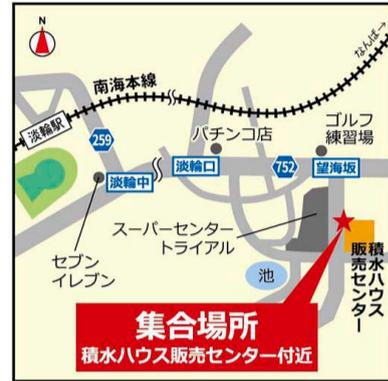 N
なんば→
南海本線
淡輪駅
259
パチンコ店
ゴルフ
練習場
淡輪中
淡輪口
752
望海坂
セブン
イレブン
スーパーセンター
トライアル
池
積水ハウス
販売センター
集合場所
積水ハウス販売センター付近